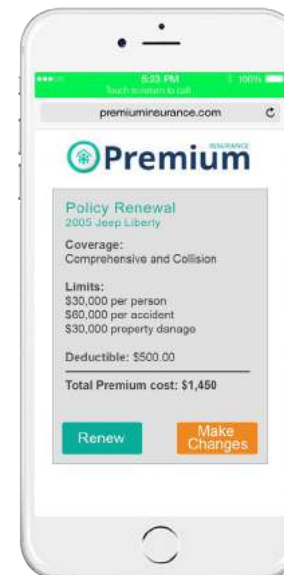 5:23 PM 100%
Touch to return to call
premiuminsurance.com
INSURANCE
Premium
Policy Renewal
2005 Jeep Liberty
Coverage:
Comprehensive and Collision
Limits:
$30,000 per person
$60,000 per accident
$30,000 property danage
Deductible: $500.00
Total Premium cost: $1,450
Renew
Make
Changes